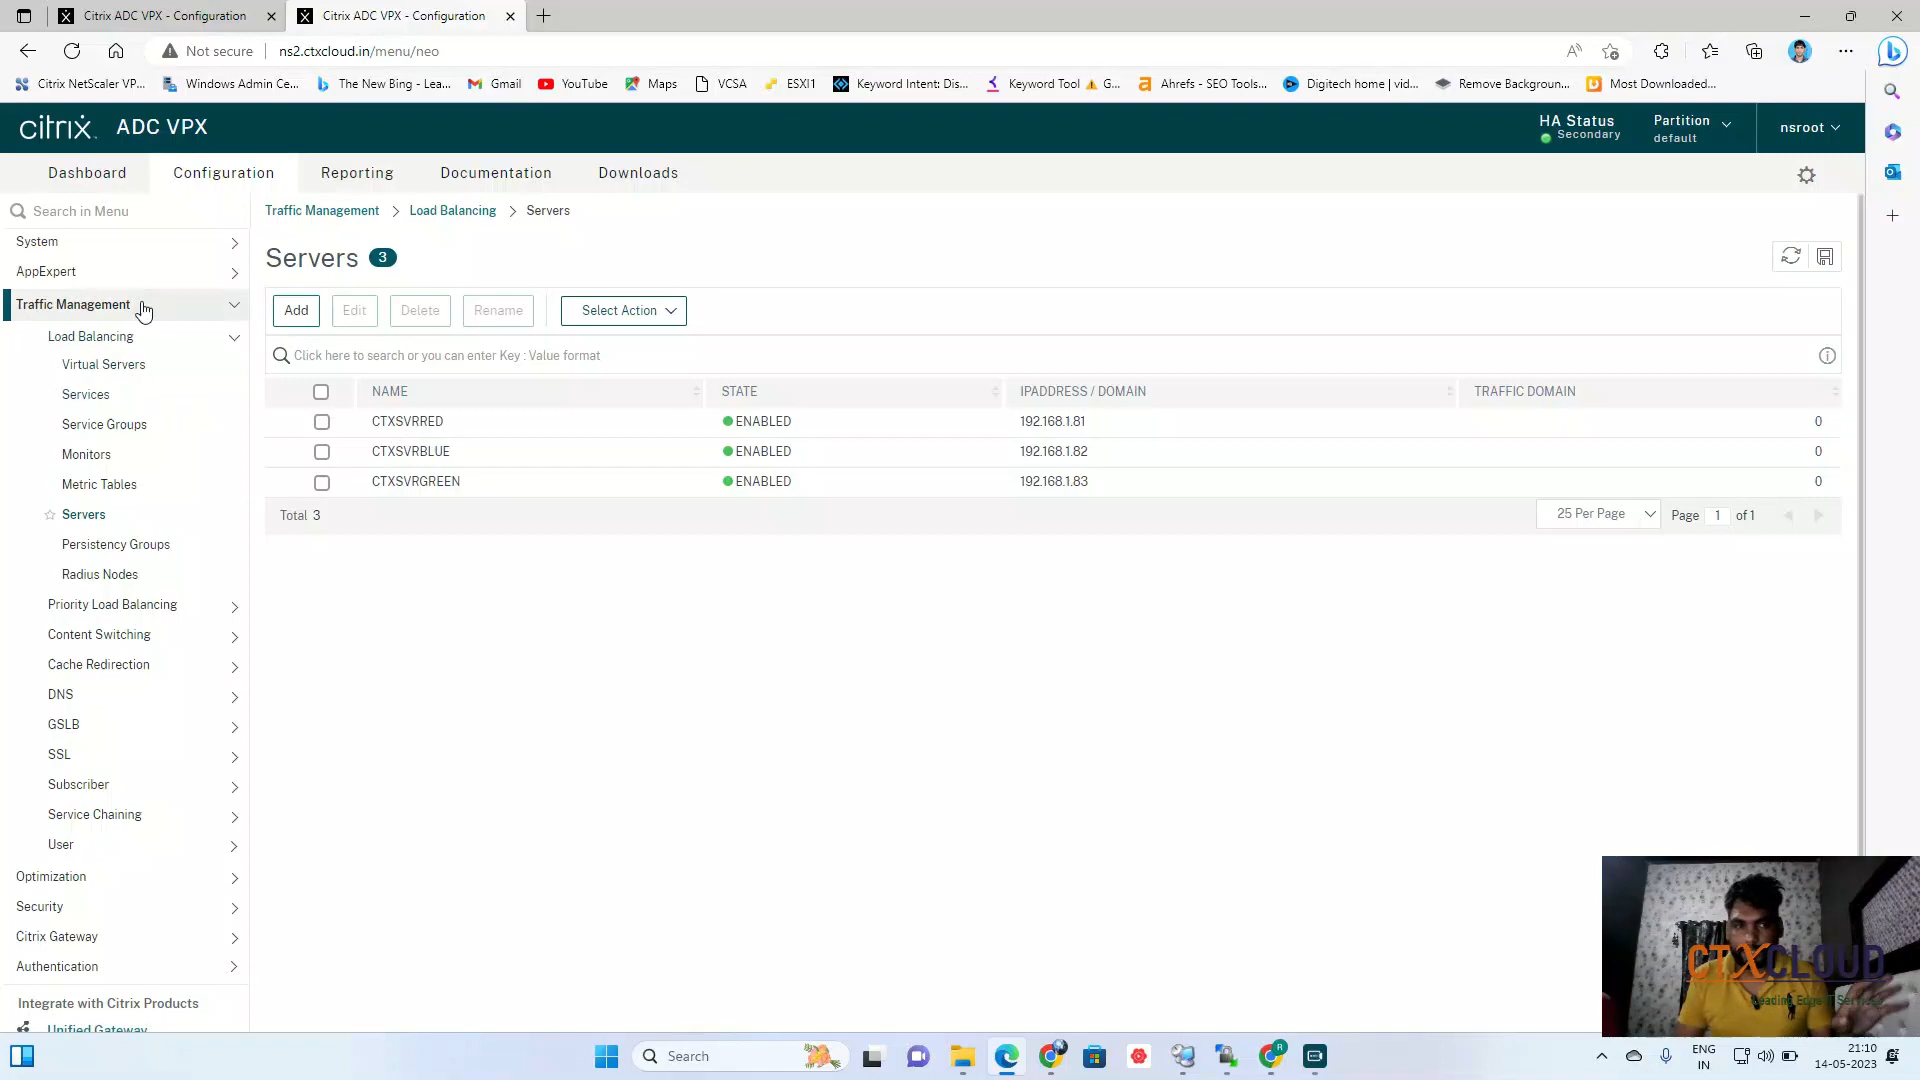 Citrix ADC VPX - Configuration
Citrix ADC VPX - Configuration
Not secure
ns2.ctxcloud.in/menu/neo
Citrix NetScaler VP...
Windows Admin Ce...
The New Bing - Lea...
Gmail
YouTube
Maps
VCSA
ESXI1
Keyword Intent: Dis...
Keyword Tool ⚠ G...
Ahrefs - SEO Tools...
Digitech home | vid...
Remove Backgroun...
Most Downloaded...
citrix ADC VPX
HA Status
Secondary
Partition
default
nsroot
Dashboard
Configuration
Reporting
Documentation
Downloads
Search in Menu
System
AppExpert
Traffic Management
Load Balancing
Virtual Servers
Services
Service Groups
Monitors
Metric Tables
Servers
Persistency Groups
Radius Nodes
Priority Load Balancing
Content Switching
Cache Redirection
DNS
GSLB
SSL
Subscriber
Service Chaining
User
Optimization
Security
Citrix Gateway
Authentication
Integrate with Citrix Products
Unified Gateway
Traffic Management > Load Balancing > Servers
Servers 3
Add
Edit
Delete
Rename
Select Action
Click here to search or you can enter Key : Value format
NAME STATE IPADDRESS / DOMAIN TRAFFIC DOMAIN
CTXSVRRED ENABLED 192.168.1.81 0
CTXSVRBLUE ENABLED 192.168.1.82 0
CTXSVRGREEN ENABLED 192.168.1.83 0
Total 3
25 Per Page
Page 1 of 1
CTXCLOUD
Leading Edge IT
Search
ENG
IN
21:10
14-05-2023